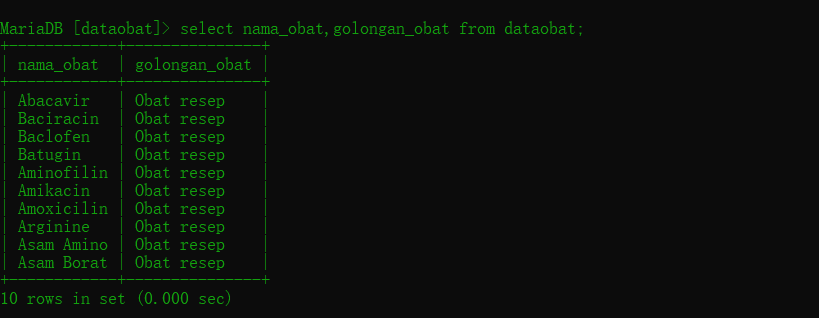 MariaDB [dataobat]> select nama_obat,golongan_obat from dataobat;
+------------+---------------+
| nama_obat  | golongan_obat |
+------------+---------------+
| Abacavir   | Obat resep    |
| Baciracin  | Obat resep    |
| Baclofen   | Obat resep    |
| Batugin    | Obat resep    |
| Aminofilin | Obat resep    |
| Amikacin   | Obat resep    |
| Amoxicilin | Obat resep    |
| Arginine   | Obat resep    |
| Asam Amino | Obat resep    |
| Asam Borat | Obat resep    |
+------------+---------------+
10 rows in set (0.000 sec)